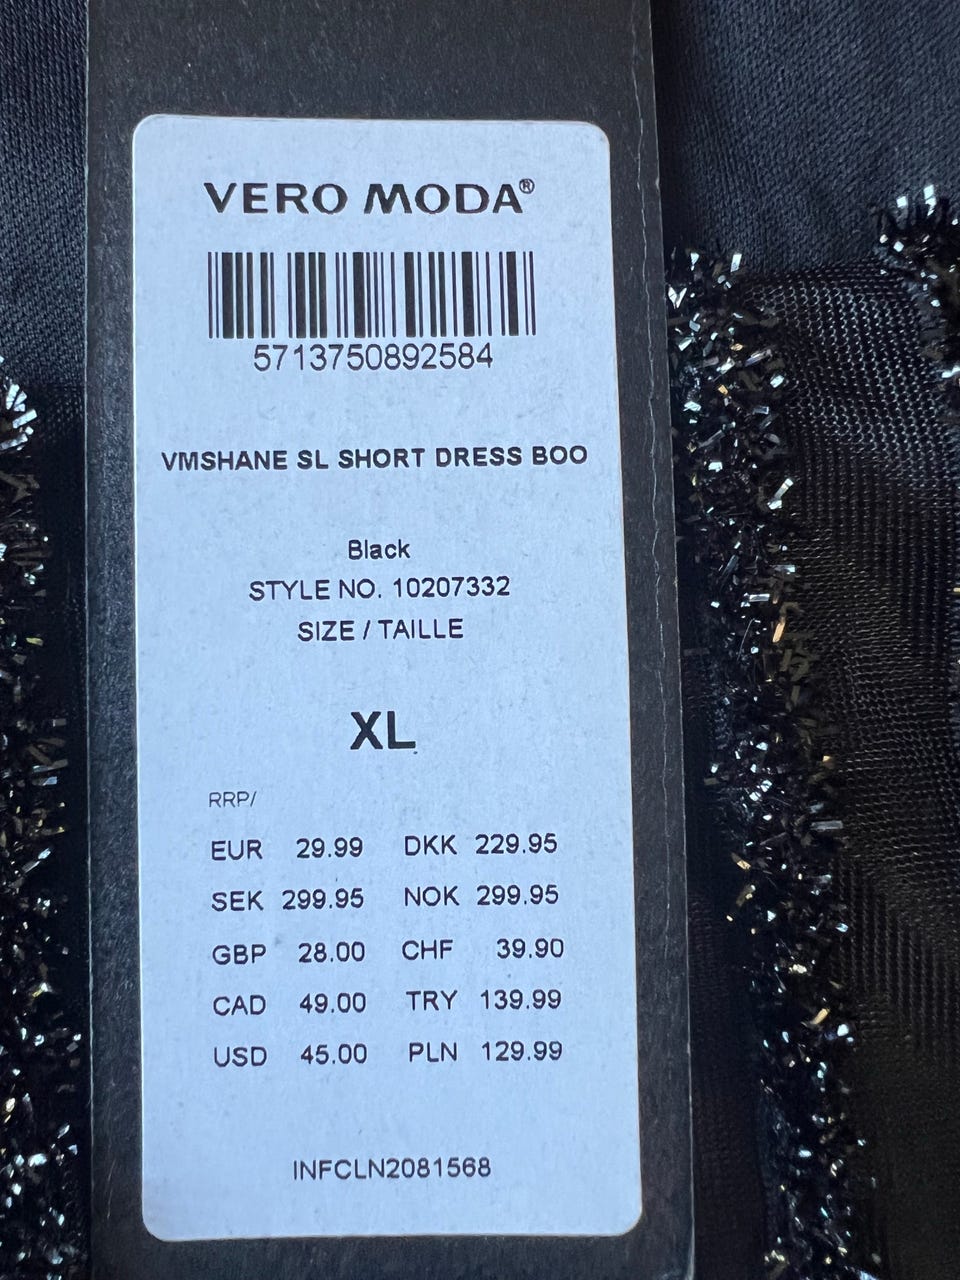 VERO MODA®
5713750892584
VMSHANE SL SHORT DRESS BOO
Black
STYLE NO. 10207332
SIZE / TAILLE
XL
RRP/
EUR 29.99 DKK 229.95
SEK 299.95 NOK 299.95
GBP 28.00 CHF 39.90
CAD 49.00 TRY 139.99
USD 45.00 PLN 129.99
INFCLN2081568